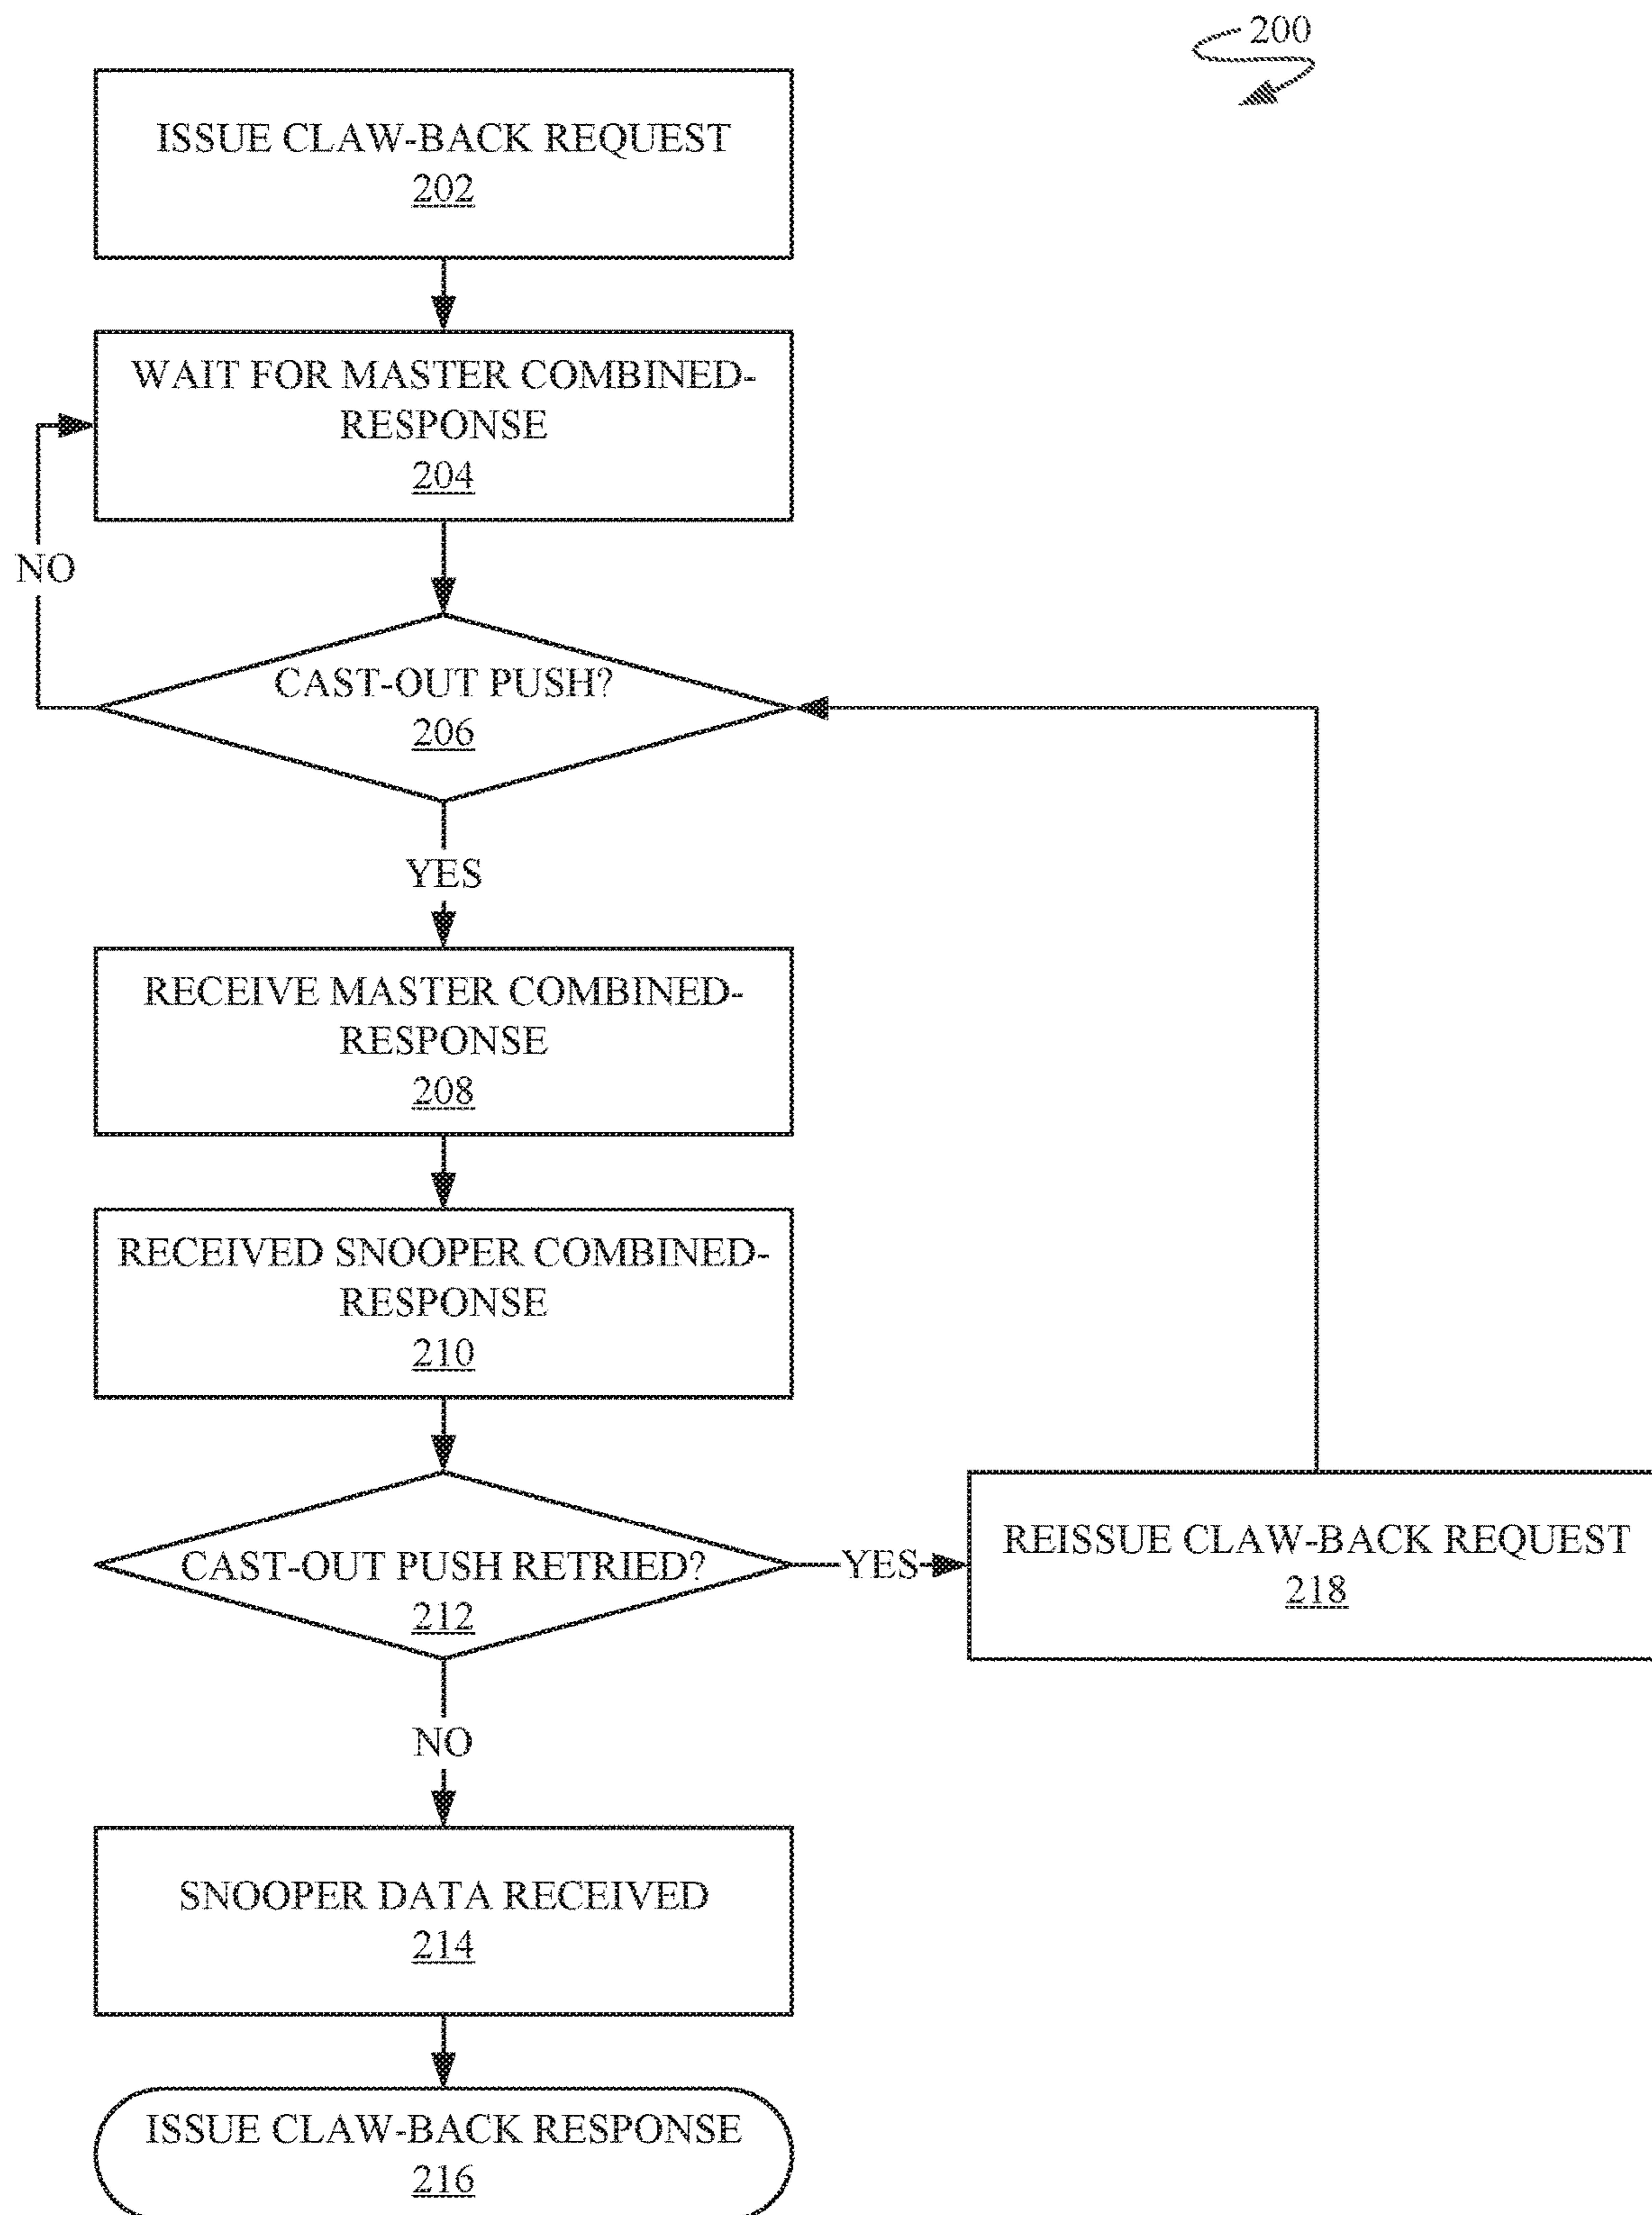 200
ISSUE CLAW-BACK REQUEST
202
WAIT FOR MASTER COMBINED-
RESPONSE
204
NO
CAST-OUT PUSH?
206
YES
RECEIVE MASTER COMBINED-
RESPONSE
208
RECEIVED SNOOPER COMBINED-
RESPONSE
210
CAST-OUT PUSH RETRIED?
212
YES
REISSUE CLAW-BACK REQUEST
218
NO
SNOOPER DATA RECEIVED
214
ISSUE CLAW-BACK RESPONSE
216